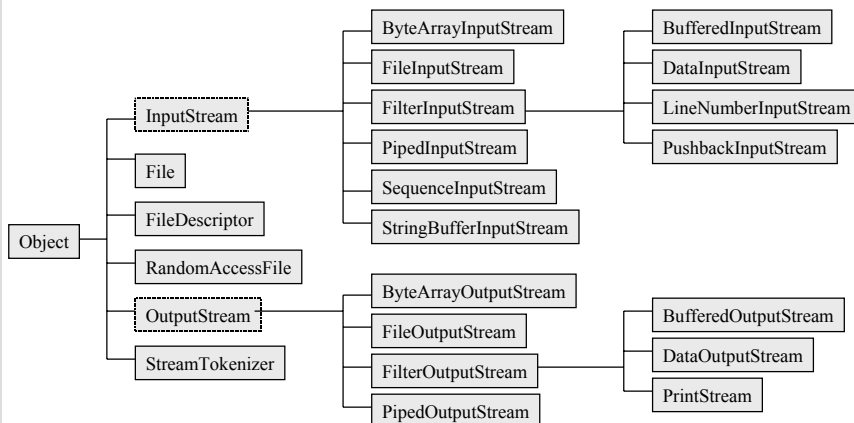 Object
InputStream
File
FileDescriptor
RandomAccessFile
OutputStream
StreamTokenizer
ByteArrayInputStream
FileInputStream
FilterInputStream
PipedInputStream
SequenceInputStream
StringBufferInputStream
ByteArrayOutputStream
FileOutputStream
FilterOutputStream
PipedOutputStream
BufferedInputStream
DataInputStream
LineNumberInputStream
PushbackInputStream
BufferedOutputStream
DataOutputStream
PrintStream